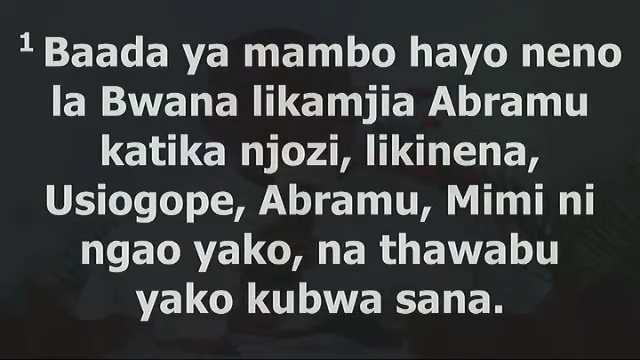 1 Baada ya mambo hayo neno
la Bwana likamjia Abramu
katika njozi, likinena,
Usiogope, Abramu, Mimi ni
ngao yako, na thawabu
yako kubwa sana.